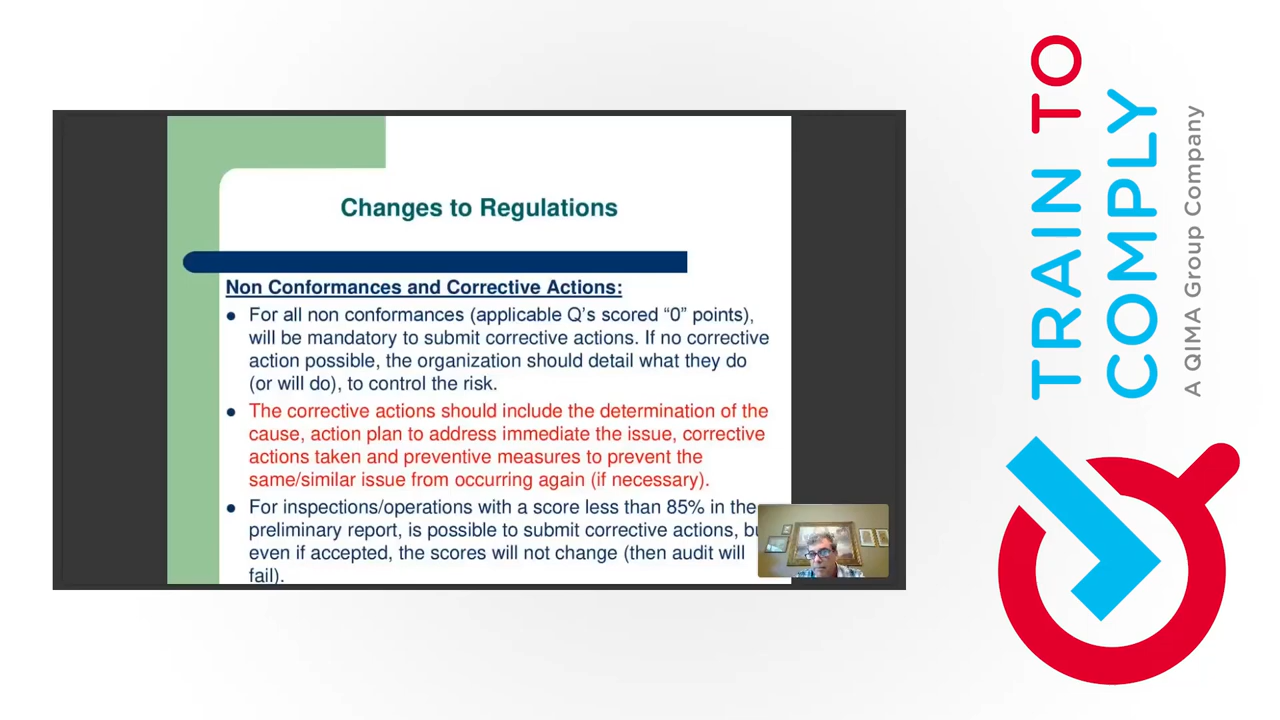 Changes to Regulations
Non Conformances and Corrective Actions:
● For all non conformances (applicable Q's scored “0” points),
will be mandatory to submit corrective actions. If no corrective
action possible, the organization should detail what they do
(or will do), to control the risk.
● The corrective actions should include the determination of the
cause, action plan to address immediate the issue, corrective
actions taken and preventive measures to prevent the
same/similar issue from occurring again (if necessary).
● For inspections/operations with a score less than 85% in the
preliminary report, is possible to submit corrective actions,
even if accepted, the scores will not change (then audit will
fail).
TRAIN TO
COMPLY
A QIMA Group Company